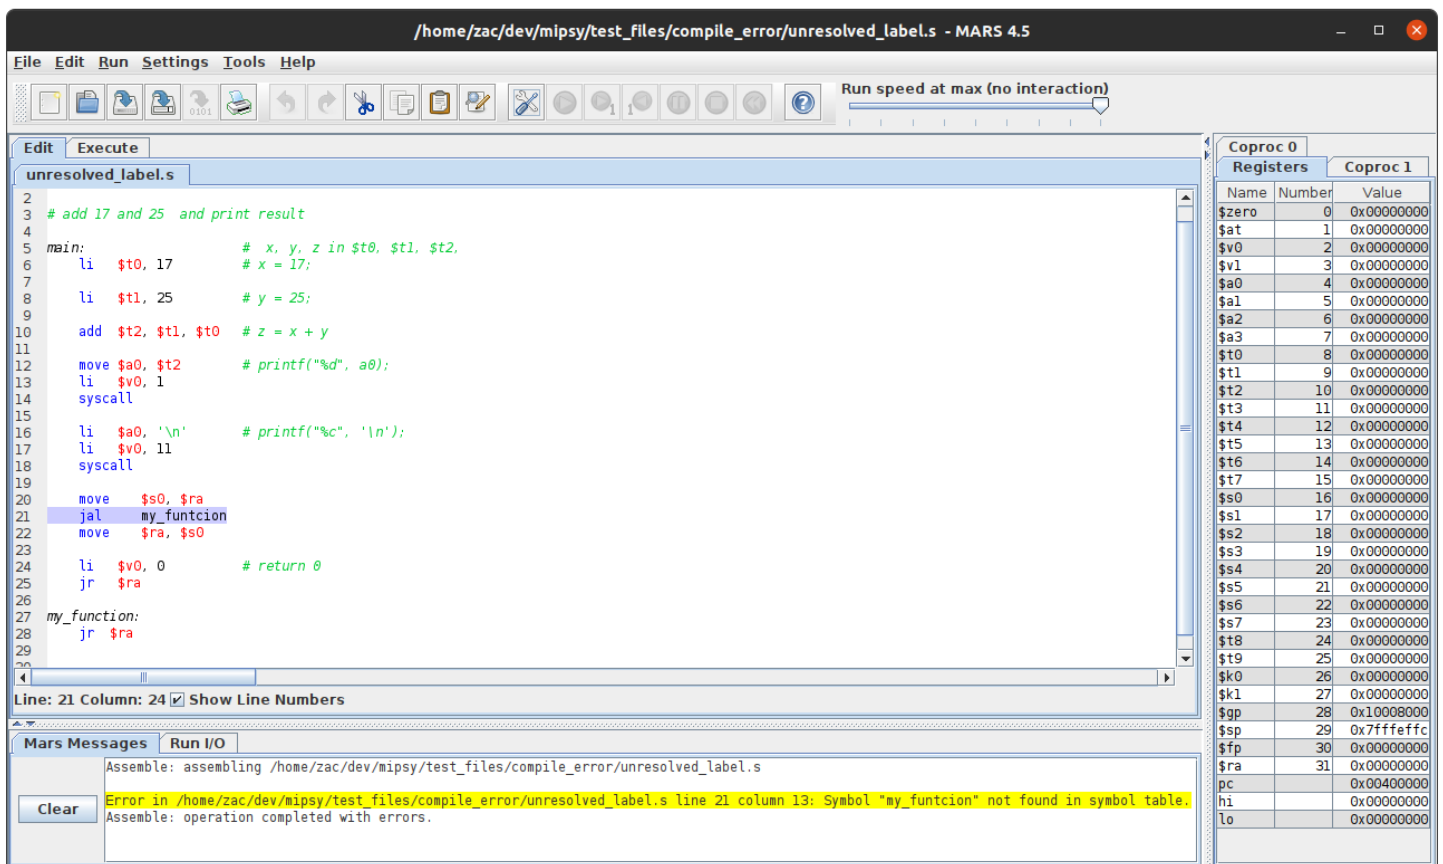 /home/zac/dev/mipsy/test_files/compile_error/unresolved_label.s - MARS 4.5
File Edit Run Settings Tools Help
Run speed at max (no interaction)
Edit Execute
unresolved_label.s
2
3 # add 17 and 25  and print result
4
5 main: #  x, y, z in $t0, $t1, $t2,
6 li $t0, 17 # x = 17;
7
8 li $t1, 25 # y = 25;
9
10 add $t2, $t1, $t0 # z = x + y
11
12 move $a0, $t2 # printf("%d", a0);
13 li $v0, 1
14 syscall
15
16 li $a0, '\n' # printf("%c", '\n');
17 li $v0, 11
18 syscall
19
20 move $s0, $ra
21 jal my_funtcion
22 move $ra, $s0
23
24 li $v0, 0 # return 0
25 jr $ra
26
27 my_function:
28 jr $ra
29
Line: 21 Column: 24 Show Line Numbers
Mars Messages Run I/O
Clear
Assemble: assembling /home/zac/dev/mipsy/test_files/compile_error/unresolved_label.s
Error in /home/zac/dev/mipsy/test_files/compile_error/unresolved_label.s line 21 column 13: Symbol "my_funtcion" not found in symbol table.
Assemble: operation completed with errors.
Coproc 0
Registers Coproc 1
Name Number Value
$zero 0 0x00000000
$at 1 0x00000000
$v0 2 0x00000000
$v1 3 0x00000000
$a0 4 0x00000000
$a1 5 0x00000000
$a2 6 0x00000000
$a3 7 0x00000000
$t0 8 0x00000000
$t1 9 0x00000000
$t2 10 0x00000000
$t3 11 0x00000000
$t4 12 0x00000000
$t5 13 0x00000000
$t6 14 0x00000000
$t7 15 0x00000000
$s0 16 0x00000000
$s1 17 0x00000000
$s2 18 0x00000000
$s3 19 0x00000000
$s4 20 0x00000000
$s5 21 0x00000000
$s6 22 0x00000000
$s7 23 0x00000000
$t8 24 0x00000000
$t9 25 0x00000000
$k0 26 0x00000000
$k1 27 0x00000000
$gp 28 0x10008000
$sp 29 0x7fffeffc
$fp 30 0x00000000
$ra 31 0x00000000
pc 0x00400000
hi 0x00000000
lo 0x00000000